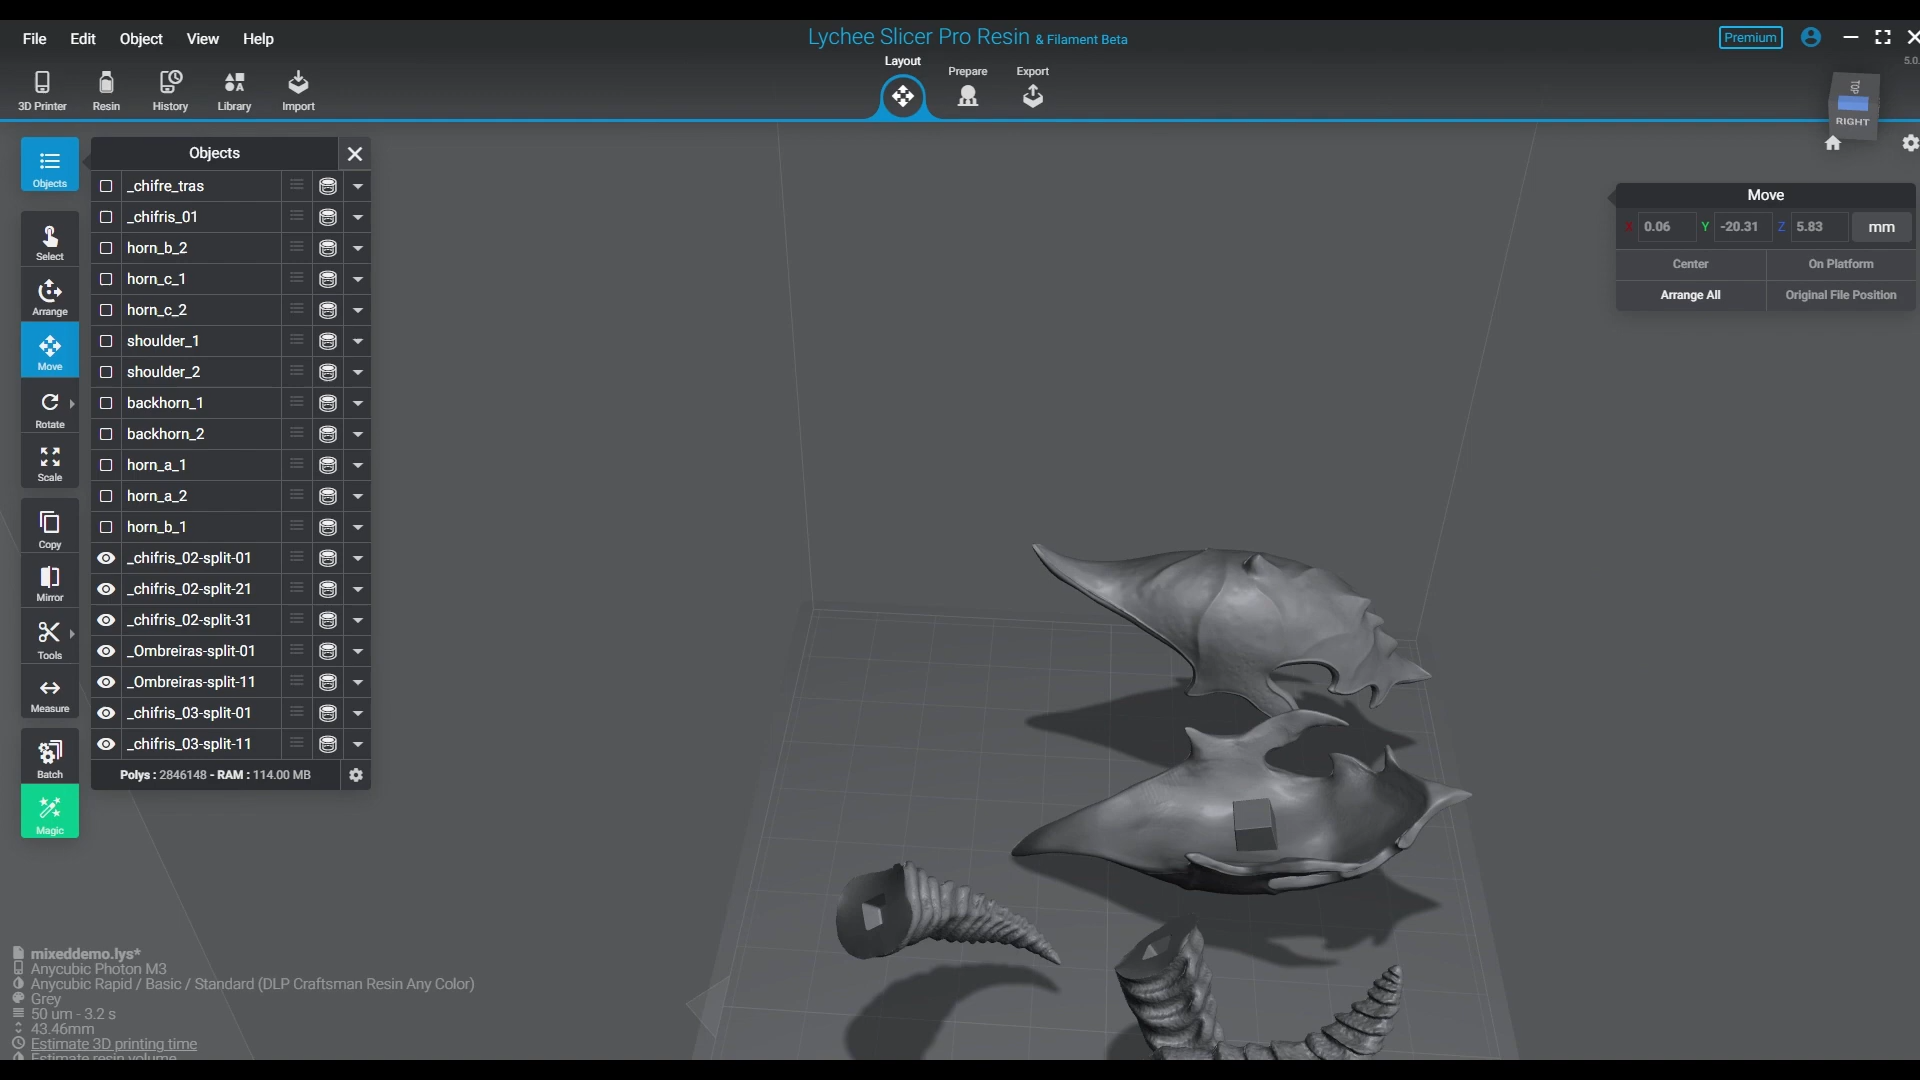 File Edit Object View Help
Lychee Slicer Pro Resin & Filament Beta
Premium
5.0.
3D Printer Resin History Library Import
Layout Prepare Export
TOP
RIGHT
Objects
Select
Arrange
Move
Rotate
Scale
Copy
Mirror
Tools
Measure
Batch
Magic
Objects
_chifre_tras
_chifris_01
horn_b_2
horn_c_1
horn_c_2
shoulder_1
shoulder_2
backhorn_1
backhorn_2
horn_a_1
horn_a_2
horn_b_1
_chifris_02-split-01
_chifris_02-split-21
_chifris_02-split-31
_Ombreiras-split-01
_Ombreiras-split-11
_chifris_03-split-01
_chifris_03-split-11
Polys : 2846148 - RAM : 114.00 MB
Move
X 0.06 Y -20.31 Z 5.83 mm
Center On Platform
Arrange All Original File Position
mixeddemo.lys*
Anycubic Photon M3
Anycubic Rapid / Basic / Standard (DLP Craftsman Resin Any Color)
Grey
50 um - 3.2 s
43.46mm
Estimate 3D printing time
Estimate resin volume